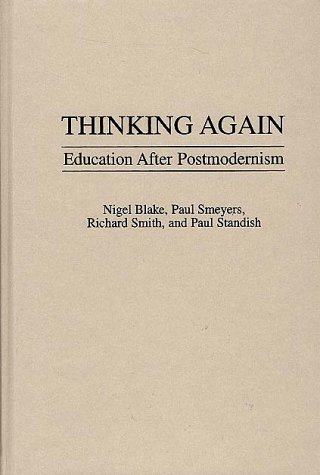 THINKING AGAIN
Education After Postmodernism
Nigel Blake, Paul Smeyers,
Richard Smith, and Paul Standish